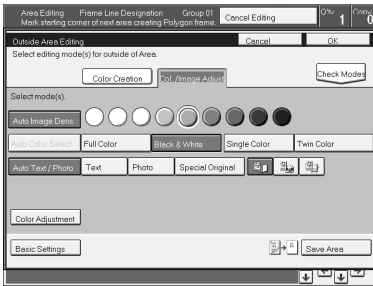 Area Editing Frame Line Designation Group 01
Mark starting corner of next area creating Polygon frame.
Cancel Editing
Qty 1
Copy 0
Outside Area Editing
Cancel
OK
Select editing mode(s) for outside of Area.
Color Creation
Col. /Image Adjust
Check Modes
Select mode(s).
Auto Image Dens.
Auto Color Select Full Color Black & White Single Color Twin Color
Auto Text / Photo Text Photo Special Original
Color Adjustment
Basic Settings
R
Save Area